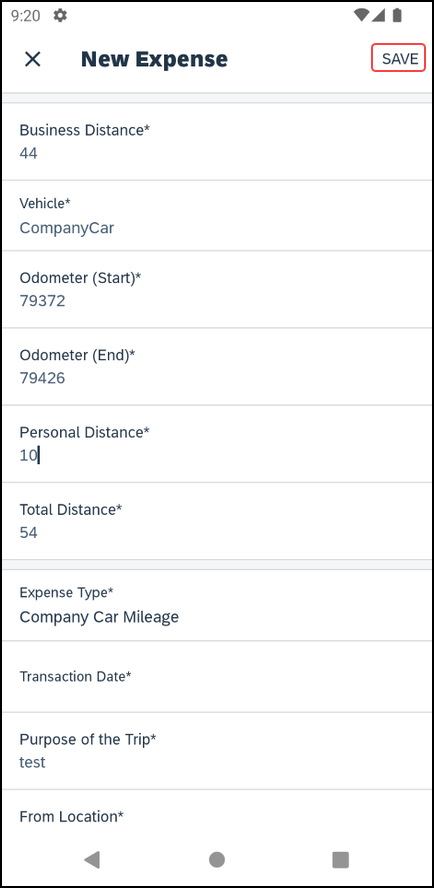 9:20
New Expense
SAVE
Business Distance*
44
Vehicle*
CompanyCar
Odometer (Start)*
79372
Odometer (End)*
79426
Personal Distance*
10
Total Distance*
54
Expense Type*
Company Car Mileage
Transaction Date*
Purpose of the Trip*
test
From Location*